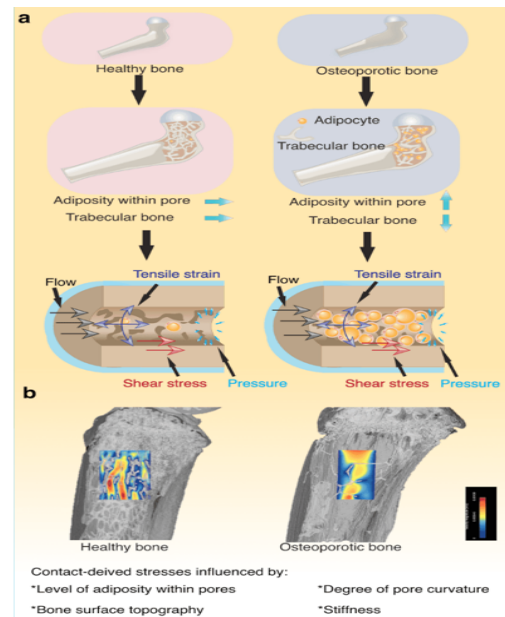 a
Healthy bone
Osteoporotic bone
Adipocyte
Trabecular bone
Adiposity within pore
Trabecular bone
Adiposity within pore
Trabecular bone
Flow
Tensile strain
Shear stress
Pressure
Flow
Tensile strain
Shear stress
Pressure
b
Healthy bone
Osteoporotic bone
Contact-deived stresses influenced by:
*Level of adiposity within pores
*Degree of pore curvature
*Bone surface topography
*Stiffness